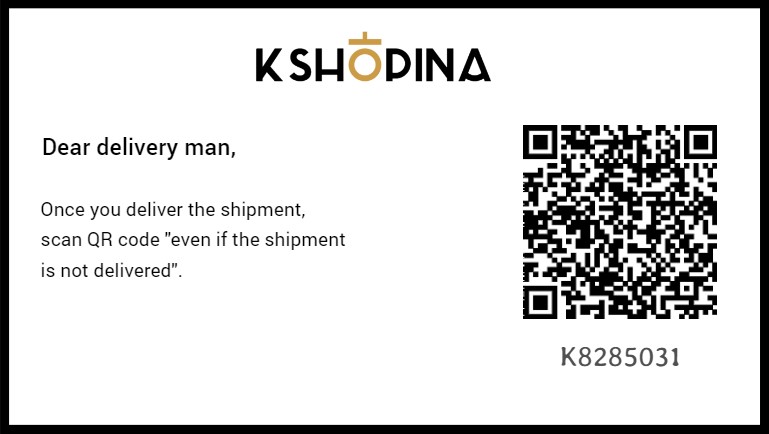 KSHOPINA
Dear delivery man,
Once you deliver the shipment,
scan QR code "even if the shipment
is not delivered".
K8285031